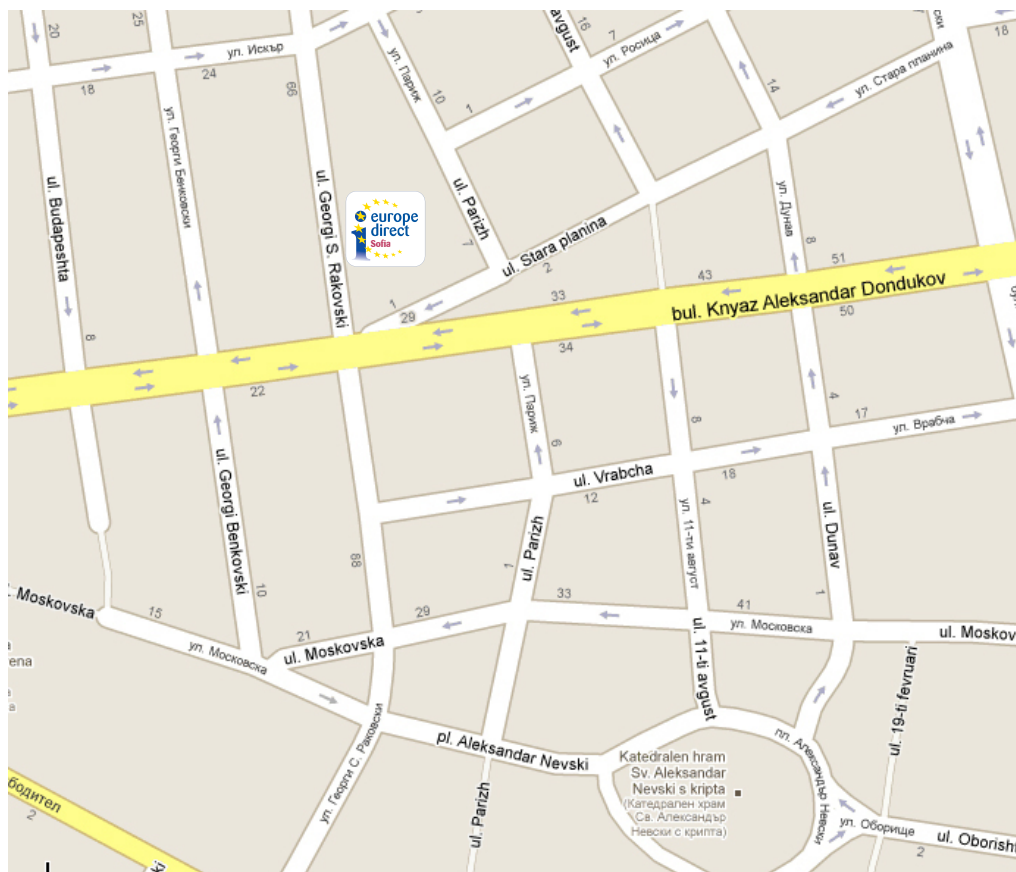 20
25
16
avgust
7
ски
18
ул. Искър
24
18
66
ул. Париж
10
1
ул. Росица
14
ул. Стара планина
ul. Budapeshta
ул. Георги Бенковски
ul. Georgi S. Rakovski
europe
direct
Sofia
ul. Parizh
7
ul. Stara planina
2
ул. Дунав
8
51
43
33
1
29
bul. Knyaz Aleksandar Dondukov
50
8
34
22
ул. Париж
6
8
4
17
ул. Врабча
ul. Vrabcha
12
18
ul. Georgi Benkovski
10
68
ul. Parizh
1
4
ул. 11-ти август
ul. Dunav
1
Moskovska
15
ул. Московска
21
ul. Moskovska
29
33
41
ул. Московска
ul. Moskov
ena
а
а
ul. 11-ti avgust
ul. 19-ti fevruari
ул. Георги С. Раковски
pl. Aleksandar Nevski
пл. Александър Невски
Katedralen hram
Sv. Aleksandar
Nevski s kripta
(Катедрален храм
Св. Александър
Невски с крипта)
ободител
2
ul. Parizh
ул. Оборище
ul. Oborisht
2
ki